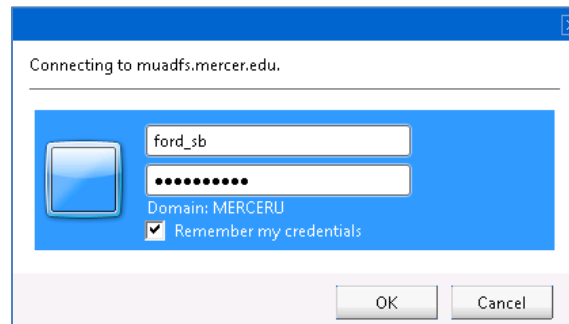 Connecting to muadfs.mercer.edu.
ford_sb
●●●●●●●●●●
Domain: MERCERU
Remember my credentials
OK Cancel